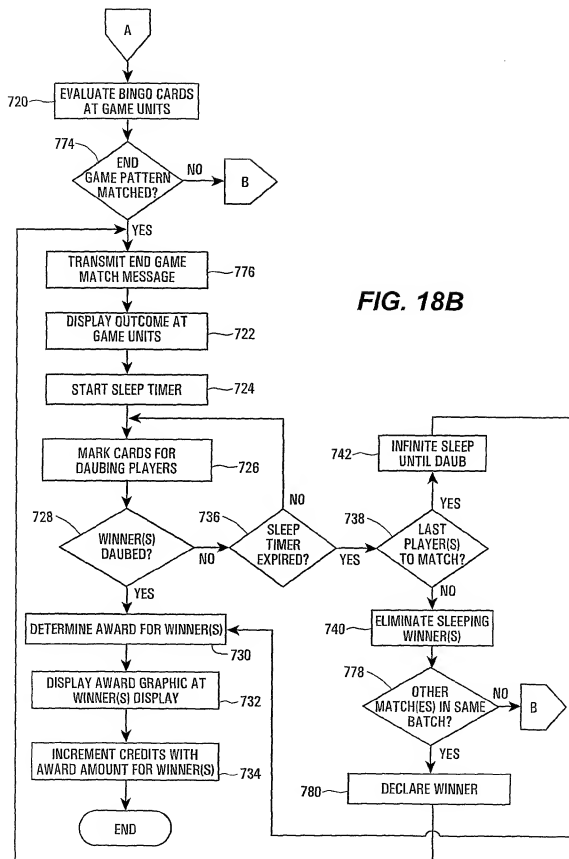 A
720
EVALUATE BINGO CARDS
AT GAME UNITS
774
END
GAME PATTERN
MATCHED?
NO
B
YES
TRANSMIT END GAME
MATCH MESSAGE
776
FIG. 18B
DISPLAY OUTCOME AT
GAME UNITS
722
START SLEEP TIMER
724
MARK CARDS FOR
DAUBING PLAYERS
726
742
INFINITE SLEEP
UNTIL DAUB
728
WINNER(S)
DAUBED?
NO
736
SLEEP
TIMER
EXPIRED?
NO
YES
738
LAST
PLAYER(S)
TO MATCH?
YES
NO
YES
DETERMINE AWARD FOR WINNER(S)
730
740
ELIMINATE SLEEPING
WINNER(S)
DISPLAY AWARD GRAPHIC AT
WINNER(S) DISPLAY
732
778
OTHER
MATCH(ES) IN SAME
BATCH?
NO
B
YES
INCREMENT CREDITS WITH
AWARD AMOUNT FOR WINNER(S)
734
780
DECLARE WINNER
END